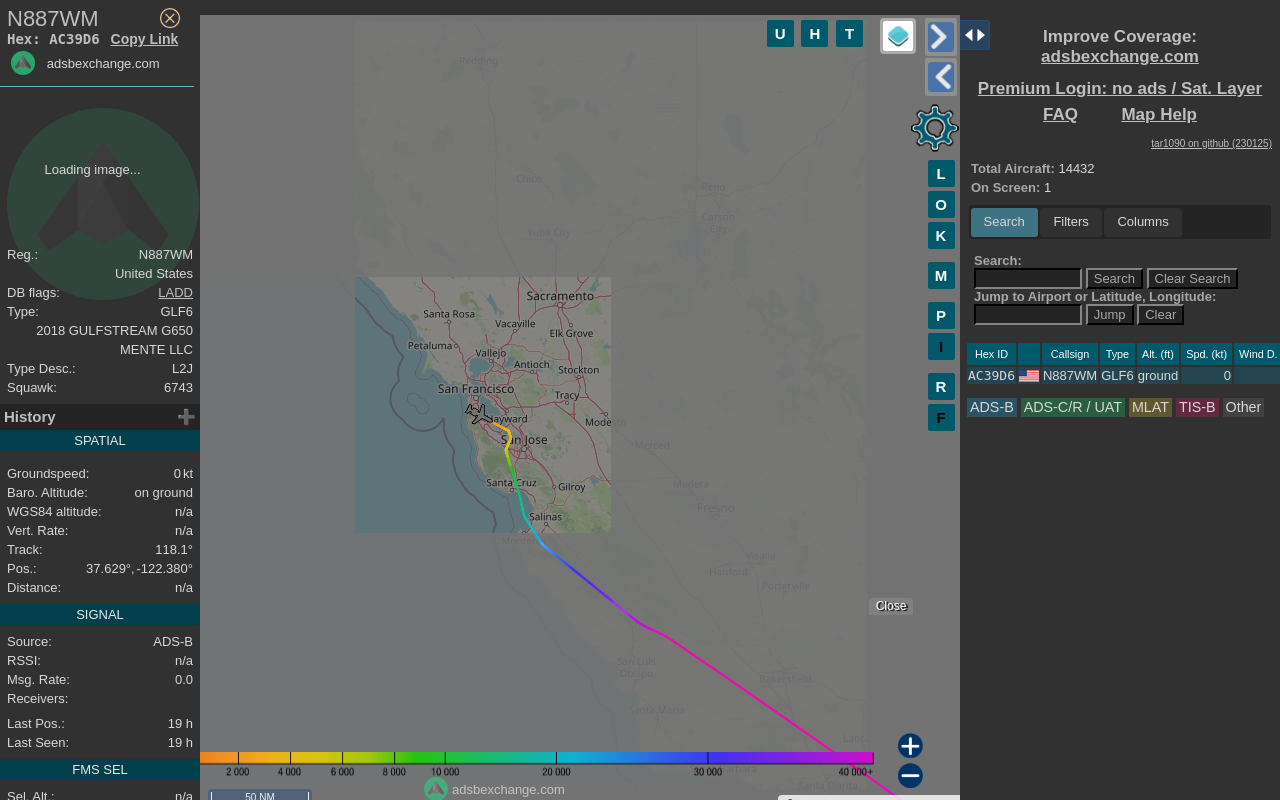 N887WM
Hex: AC39D6 Copy Link
adsbexchange.com
Loading image...
Reg.: N887WM
United States
DB flags: LADD
Type: GLF6
2018 GULFSTREAM G650
MENTE LLC
Type Desc.: L2J
Squawk: 6743
History
SPATIAL
Groundspeed: 0 kt
Baro. Altitude: on ground
WGS84 altitude: n/a
Vert. Rate: n/a
Track: 118.1°
Pos.: 37.629°, -122.380°
Distance: n/a
SIGNAL
Source: ADS-B
RSSI: n/a
Msg. Rate: 0.0
Receivers:
Last Pos.: 19 h
Last Seen: 19 h
FMS SEL
Sel. Alt.: n/a
U H T
L
O
K
M
P
I
R
F
Redding
Chico
Reno
Carson
City
Yuba City
Sacramento
Santa Rosa
Vacaville
Elk Grove
Petaluma
Vallejo
Antioch
Stockton
San Francisco
Tracy
Hayward
Mode
San Jose
Merced
Santa Cruz
Gilroy
Madera
Fresno
Salinas
Visalia
Hanford
Porterville
San Luis
Obispo
Bakersfield
Santa Maria
Close
2 000 4 000 6 000 8 000 10 000 20 000 30 000 40 000+
50 NM
adsbexchange.com
Improve Coverage:
adsbexchange.com
Premium Login: no ads / Sat. Layer
FAQ Map Help
tar1090 on github (230125)
Total Aircraft: 14432
On Screen: 1
Search Filters Columns
Search:
Search Clear Search
Jump to Airport or Latitude, Longitude:
Jump Clear
Hex ID Callsign Type Alt. (ft) Spd. (kt) Wind D.
AC39D6 N887WM GLF6 ground 0
ADS-B ADS-C/R / UAT MLAT TIS-B Other